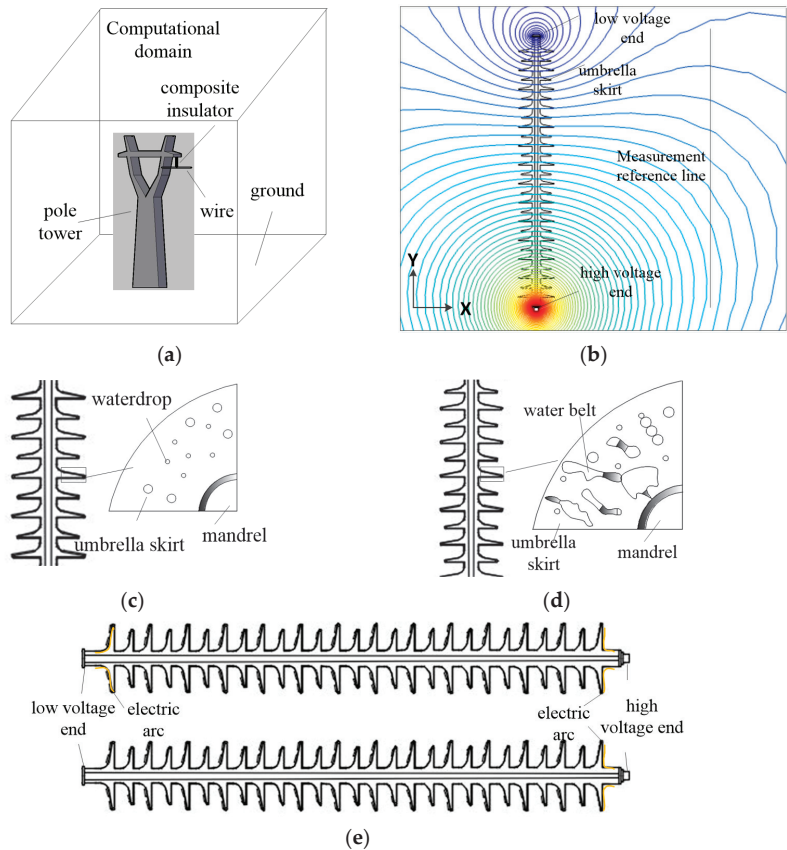 Computational
domain
composite
insulator
pole
tower
wire
ground
(a)
low voltage
end
umbrella
skirt
Measurement
reference line
Y
X
high voltage
end
(b)
waterdrop
umbrella skirt
mandrel
(c)
water belt
umbrella
skirt
mandrel
(d)
low voltage
end
electric
arc
electric
arc
high
voltage end
(e)